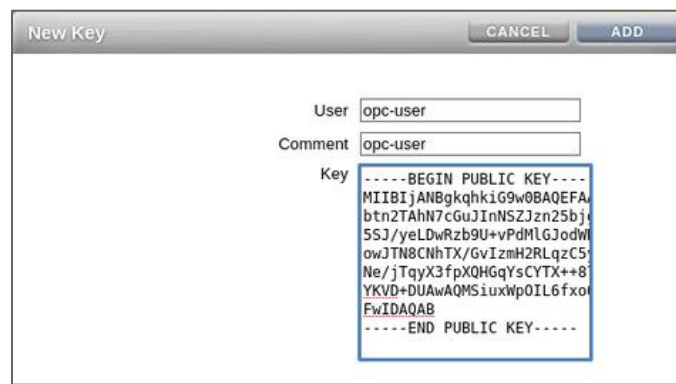 New Key
CANCEL
ADD
User
opc-user
Comment
opc-user
Key
-----BEGIN PUBLIC KEY----
MIIBIjANBgkqhkiG9w0BAQEFAA
btn2TAhN7cGuJInNSZJzn25bj
5SJ/yeLDwRzb9U+vPdMlGJodW
owJTN8CNhTX/GvIzmH2RLqzC5
Ne/jTqyX3fpXQHGqYsCYTX++8
YKVD+DUAwAQMSiuxWpOIL6fxo
FwIDAQAB
-----END PUBLIC KEY-----